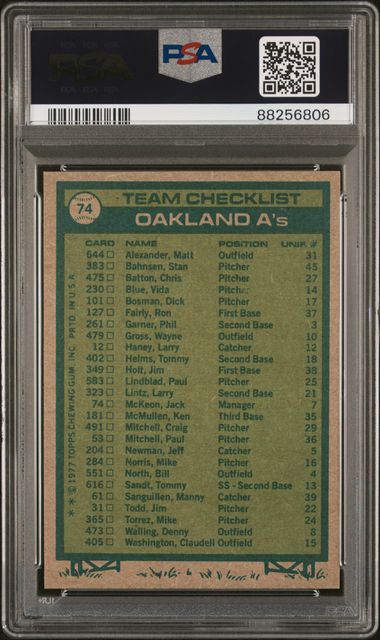 PSA
PSA
88256806
74
TEAM CHECKLIST
OAKLAND A's
CARD NAME POSITION UNIF. #
644 □ Alexander, Matt Outfield 31
383 □ Bahnsen, Stan Pitcher 45
475 □ Batton, Chris Pitcher 27
230 □ Blue, Vida Pitcher 14
101 □ Bosman, Dick Pitcher 17
127 □ Fairly, Ron First Base 37
261 □ Garner, Phil Second Base 3
479 □ Gross, Wayne Outfield 10
12 □ Haney, Larry Catcher 12
402 □ Helms, Tommy Second Base 18
349 □ Holt, Jim First Base 38
583 □ Lindblad, Paul Pitcher 25
323 □ Lintz, Larry Second Base 21
74 □ McKeon, Jack Manager 7
181 □ McMullen, Ken Third Base 35
491 □ Mitchell, Craig Pitcher 29
53 □ Mitchell, Paul Pitcher 36
204 □ Newman, Jeff Catcher 5
284 □ Norris, Mike Pitcher 16
551 □ North, Bill Outfield 4
616 □ Sandt, Tommy SS - Second Base 13
61 □ Sanguillen, Manny Catcher 39
31 □ Todd, Jim Pitcher 22
365 □ Torrez, Mike Pitcher 24
473 □ Walling, Denny Outfield 8
405 □ Washington, Claudell Outfield 15
* * © 1977 TOPPS CHEWING GUM, INC. PRTD. IN U.S.A.